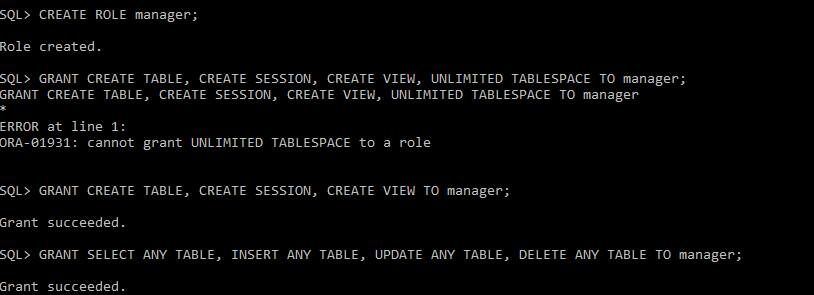 SQL> CREATE ROLE manager;
Role created.
SQL> GRANT CREATE TABLE, CREATE SESSION, CREATE VIEW, UNLIMITED TABLESPACE TO manager;
GRANT CREATE TABLE, CREATE SESSION, CREATE VIEW, UNLIMITED TABLESPACE TO manager
*
ERROR at line 1:
ORA-01931: cannot grant UNLIMITED TABLESPACE to a role
SQL> GRANT CREATE TABLE, CREATE SESSION, CREATE VIEW TO manager;
Grant succeeded.
SQL> GRANT SELECT ANY TABLE, INSERT ANY TABLE, UPDATE ANY TABLE, DELETE ANY TABLE TO manager;
Grant succeeded.